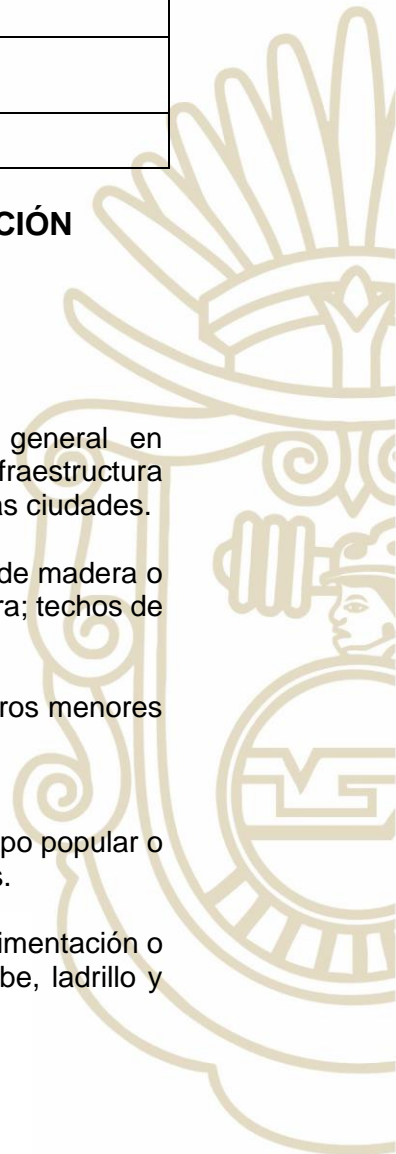 CIÓN
general en
fraestructura
as ciudades.
de madera o
ra; techos de
ros menores
po popular o
s.
imentación o
be, ladrillo y